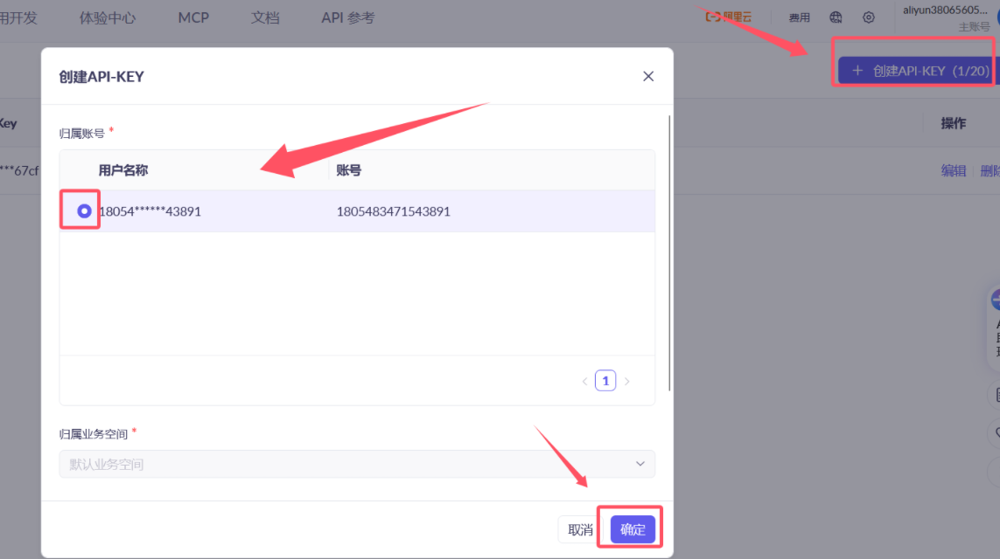 用开发 体验中心 MCP 文档 API 参考 阿里云 费用 aliyun38065605...
主账号
+ 创建API-KEY (1/20)
创建API-KEY
Key 操作
归属账号 *
用户名称 账号
***67cf 编辑 删除
18054******43891 1805483471543891
1
归属业务空间 *
默认业务空间
取消 确定